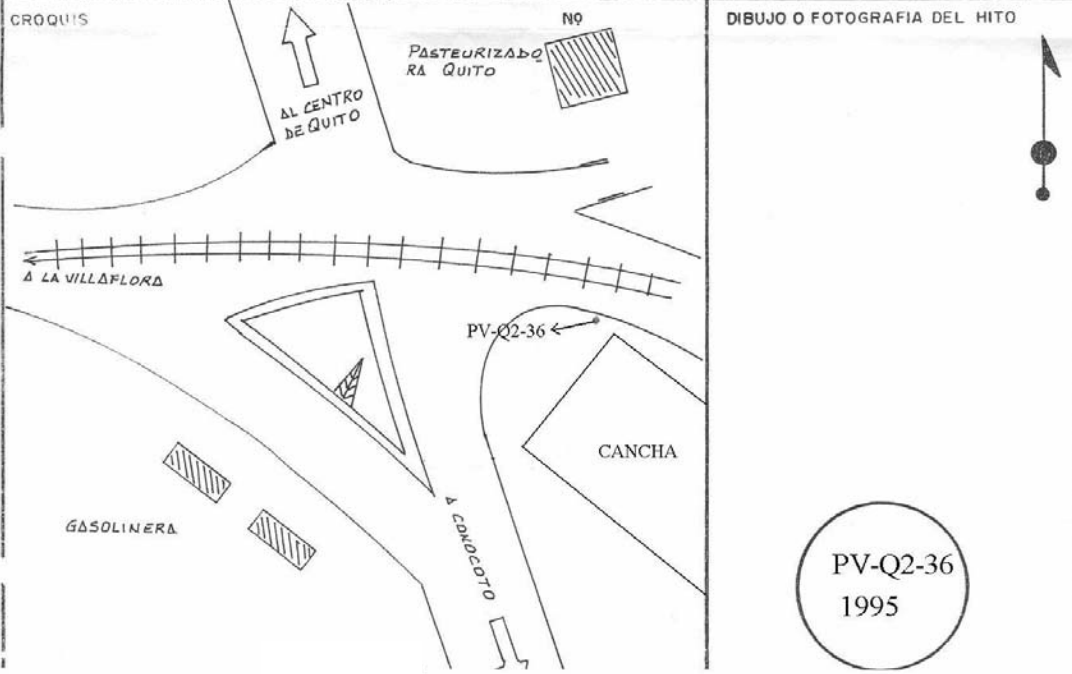 CROQUIS
Nº
PASTEURIZADO
RA QUITO
AL CENTRO
DE QUITO
A LA VILLAFLORA
PV-Q2-36
CANCHA
GASOLINERA
A CONOCOTO
DIBUJO O FOTOGRAFIA DEL HITO
PV-Q2-36
1995